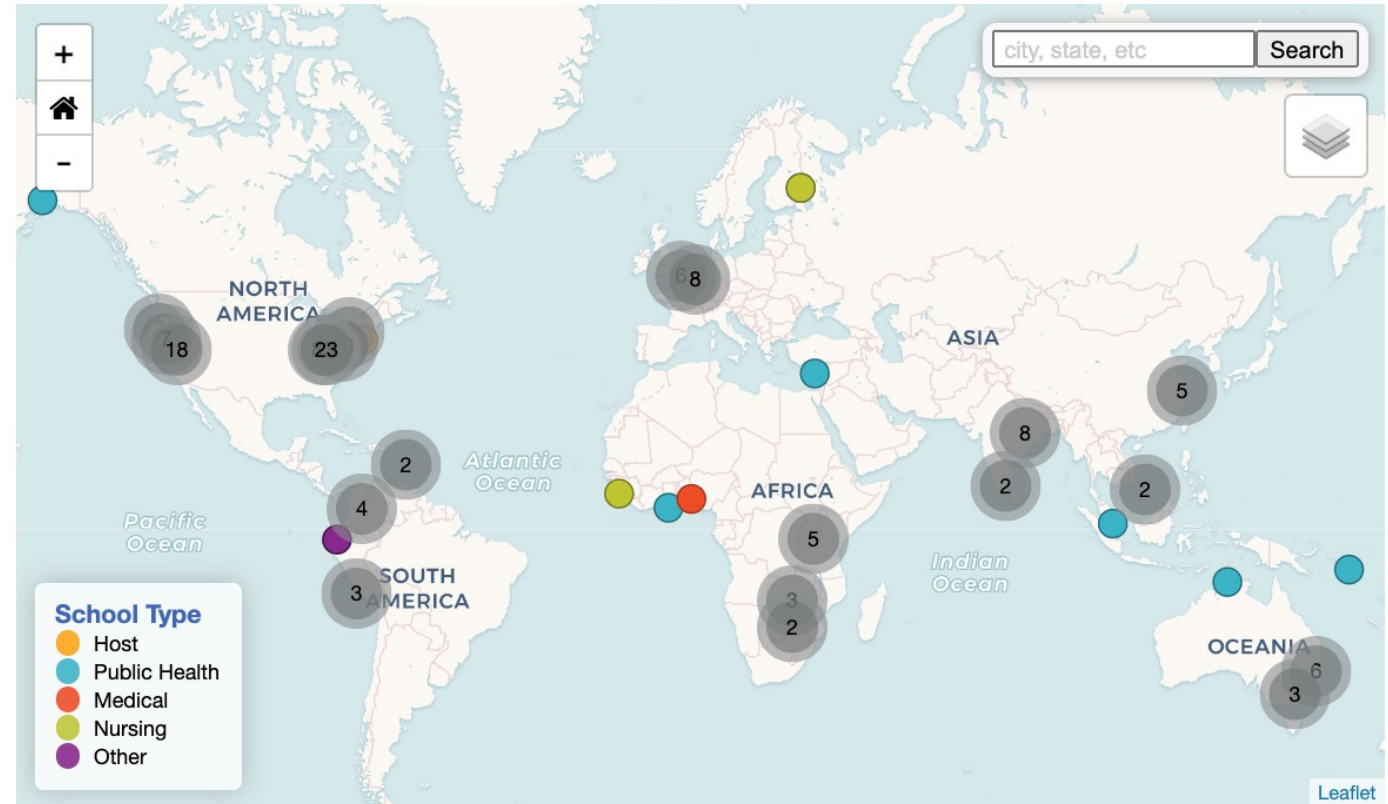 +
−
city, state, etc Search
NORTH
AMERICA
7
18
23
6
8
ASIA
5
8
2
2
2
4
Atlantic
Ocean
AFRICA
5
Pacific
Ocean
Indian
Ocean
3
SOUTH
AMERICA
3
2
OCEANIA
6
3
School Type
Host
Public Health
Medical
Nursing
Other
Leaflet